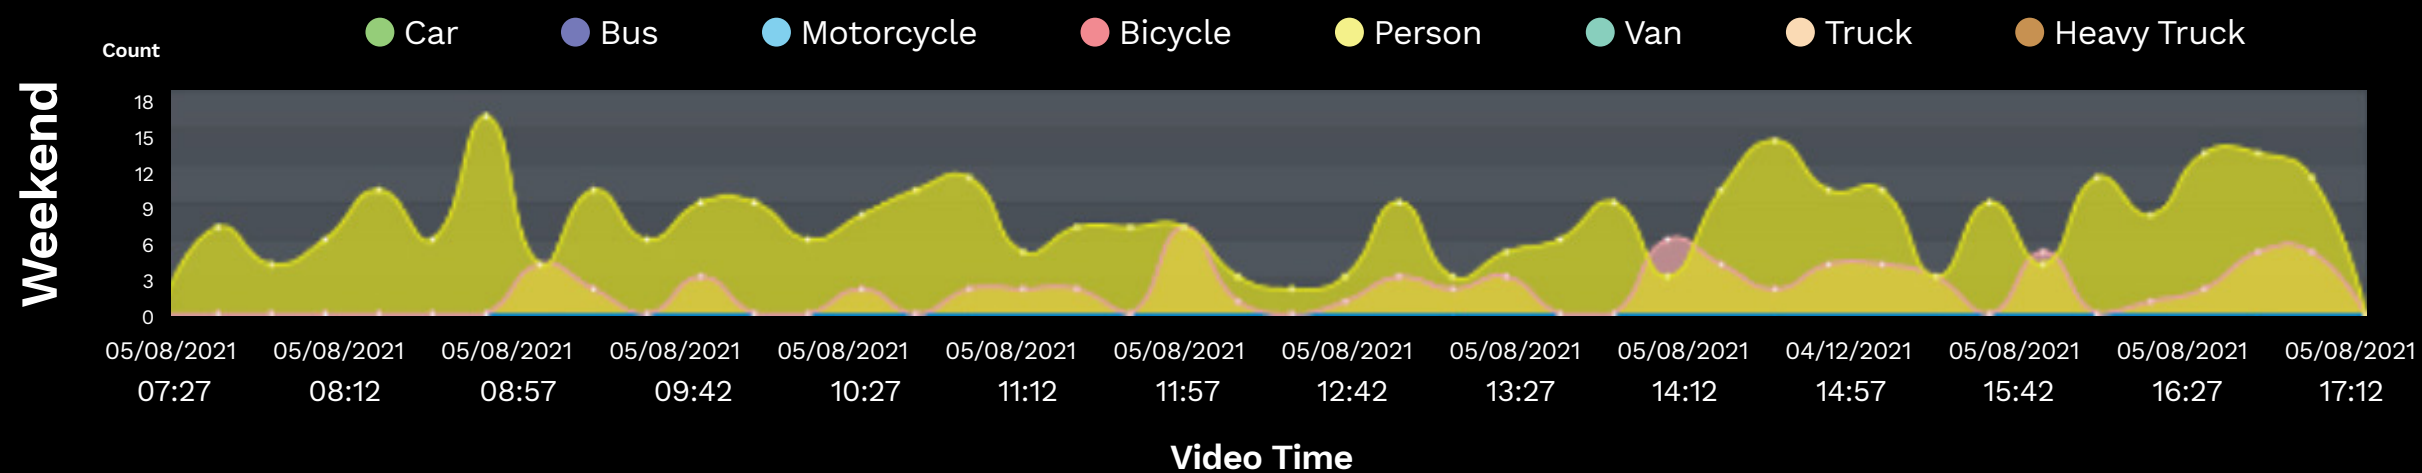 Car Bus Motorcycle Bicycle Person Van Truck Heavy Truck
Count
Weekend
18
15
12
9
6
3
0
05/08/2021 05/08/2021 05/08/2021 05/08/2021 05/08/2021 05/08/2021 05/08/2021 05/08/2021 05/08/2021 05/08/2021 04/12/2021 05/08/2021 05/08/2021 05/08/2021
07:27 08:12 08:57 09:42 10:27 11:12 11:57 12:42 13:27 14:12 14:57 15:42 16:27 17:12
Video Time